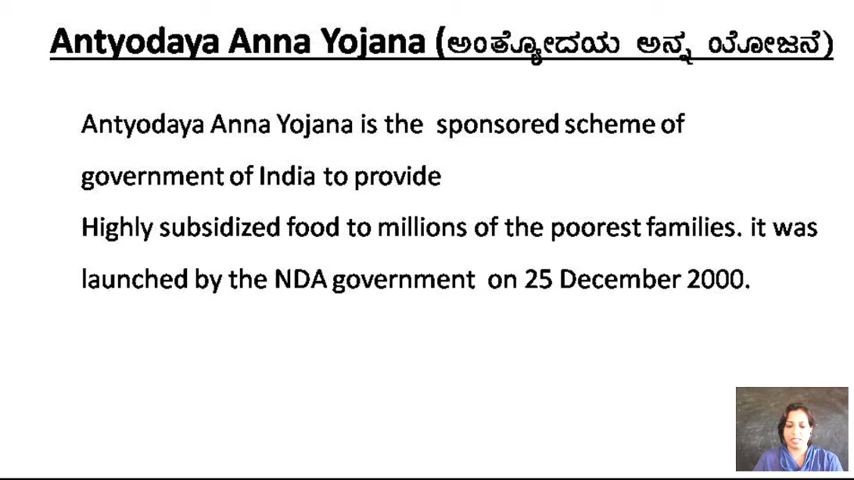 Antyodaya Anna Yojana (ಅಂತ್ಯೋದಯ ಅನ್ನ ಯೋಜನೆ)
Antyodaya Anna Yojana is the sponsored scheme of
government of India to provide
Highly subsidized food to millions of the poorest families. it was
launched by the NDA government on 25 December 2000.